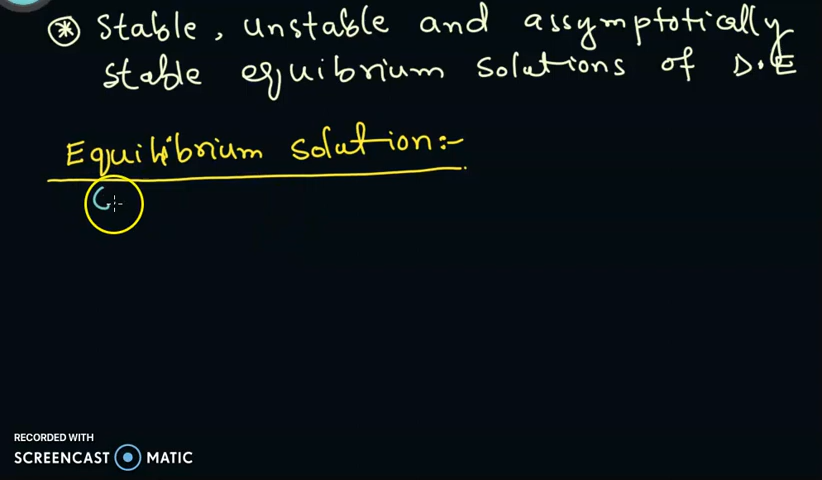 * Stable, unstable and assymptotically
stable equibrium solutions of D.E
Equilibrium solution:-
G
RECORDED WITH
SCREENCAST MATIC